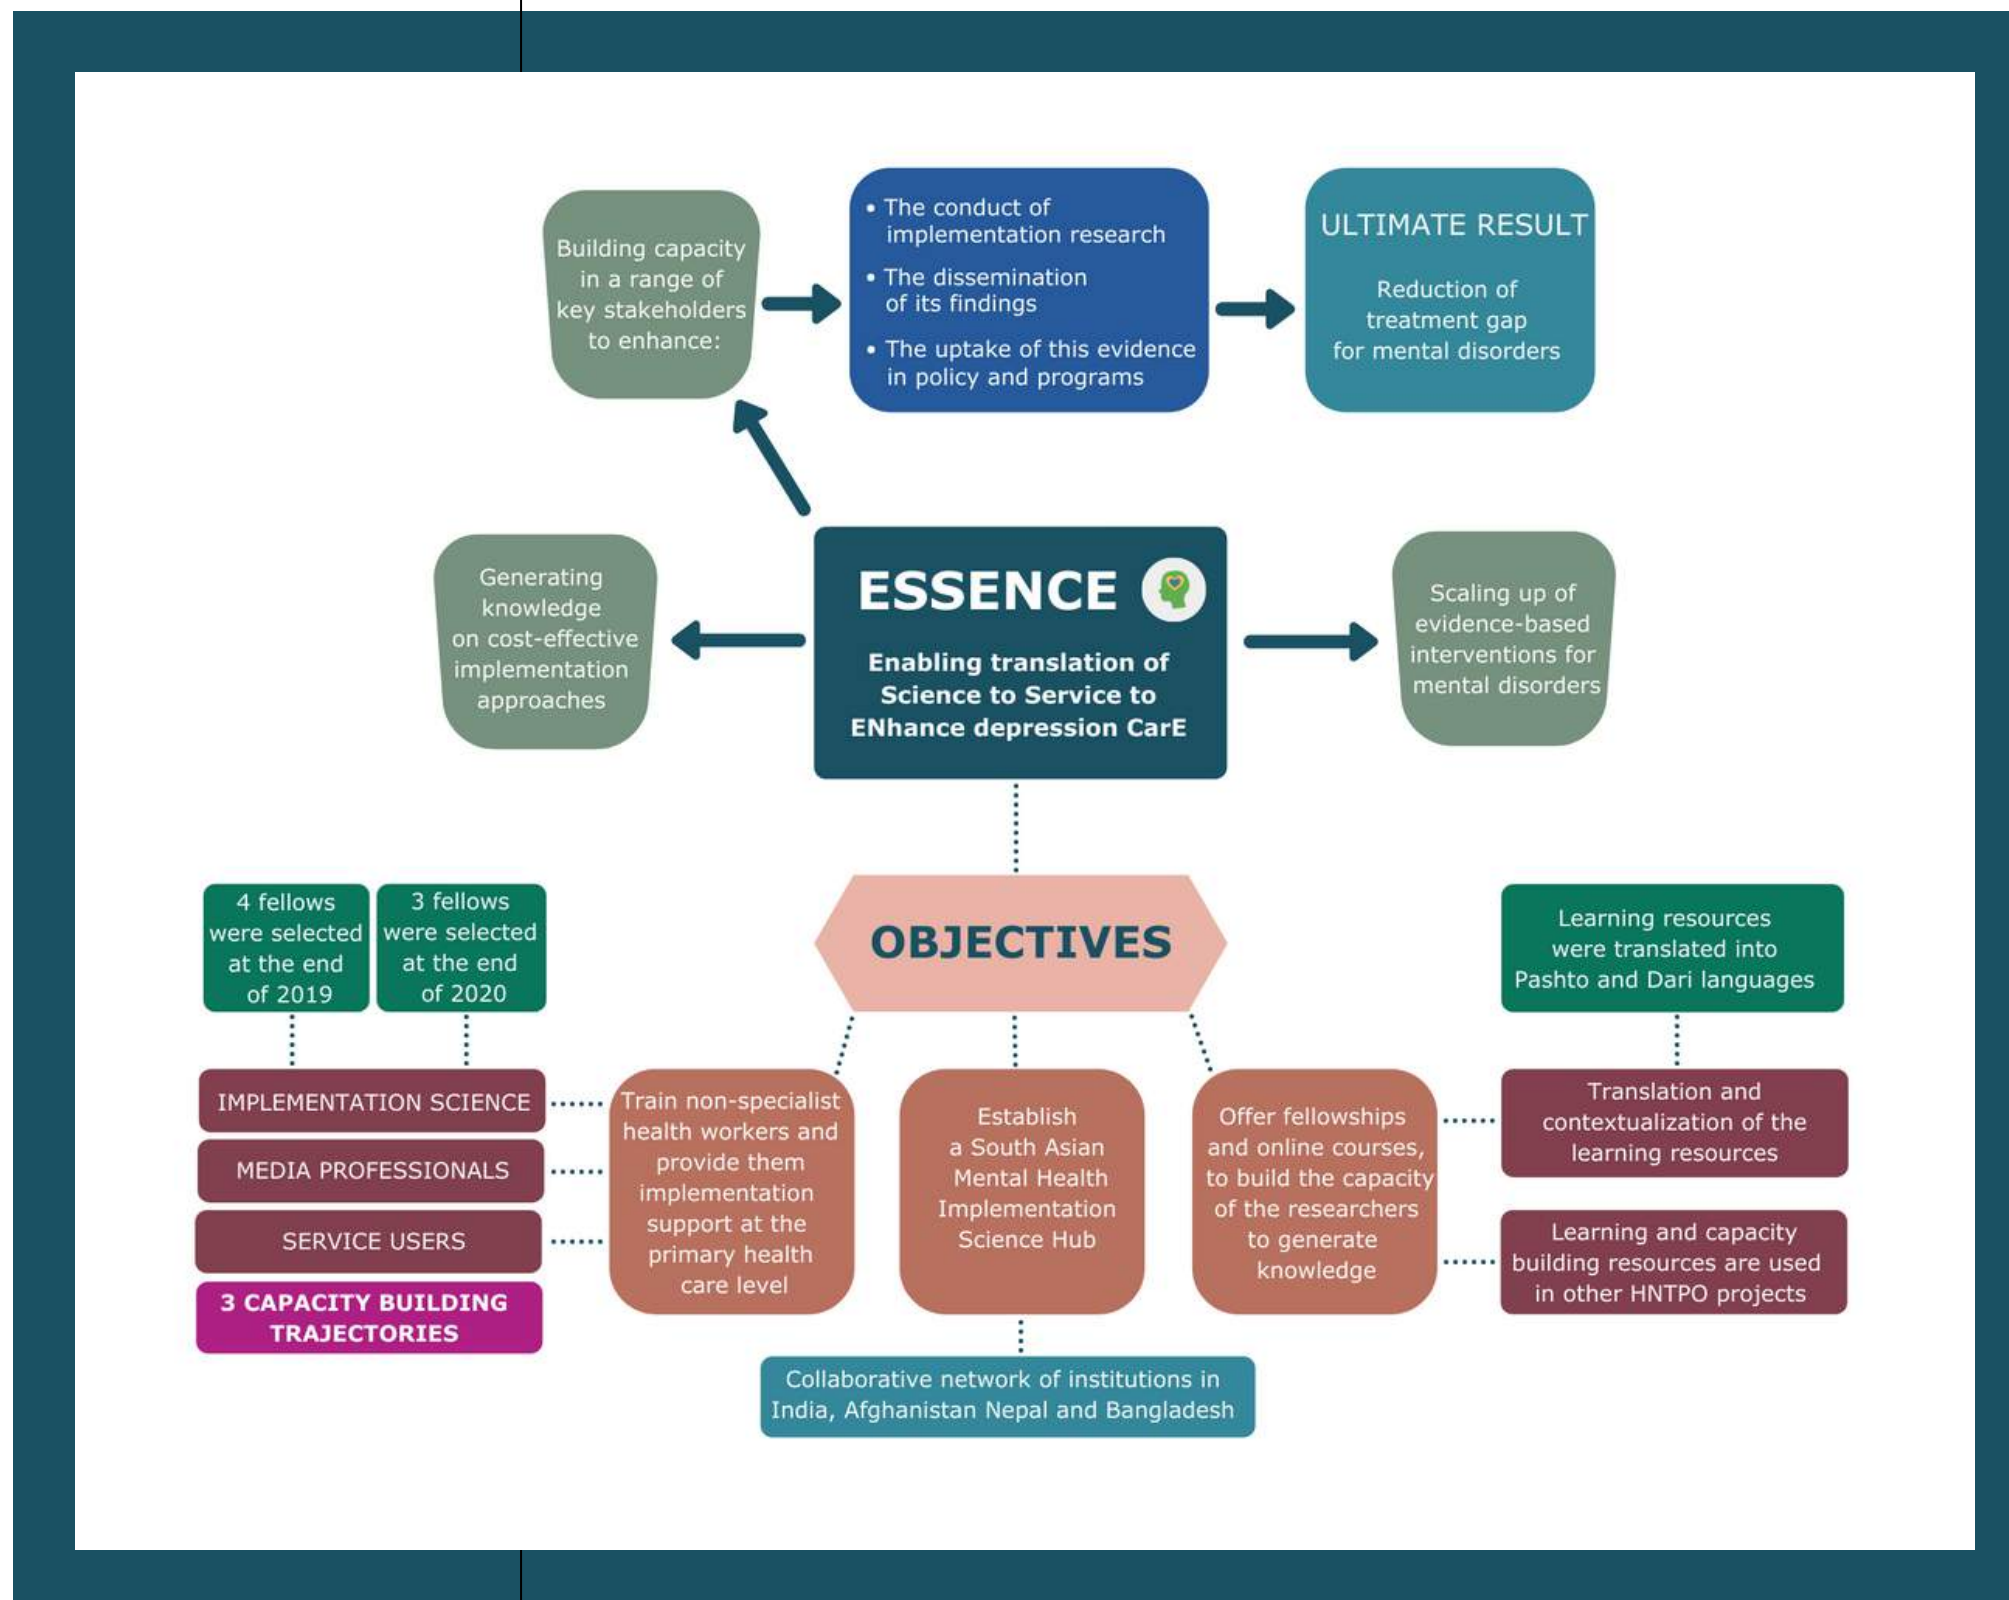 Building capacity
in a range of
key stakeholders
to enhance:
• The conduct of
implementation research
• The dissemination
of its findings
• The uptake of this evidence
in policy and programs
ULTIMATE RESULT
Reduction of
treatment gap
for mental disorders
Generating
knowledge
on cost-effective
implementation
approaches
ESSENCE
Enabling translation of
Science to Service to
ENhance depression CarE
Scaling up of
evidence-based
interventions for
mental disorders
OBJECTIVES
4 fellows
were selected
at the end
of 2019
3 fellows
were selected
at the end
of 2020
IMPLEMENTATION SCIENCE
MEDIA PROFESSIONALS
SERVICE USERS
3 CAPACITY BUILDING
TRAJECTORIES
Train non-specialist
health workers and
provide them
implementation
support at the
primary health
care level
Establish
a South Asian
Mental Health
Implementation
Science Hub
Collaborative network of institutions in
India, Afghanistan Nepal and Bangladesh
Offer fellowships
and online courses,
to build the capacity
of the researchers
to generate
knowledge
Learning resources
were translated into
Pashto and Dari languages
Translation and
contextualization of the
learning resources
Learning and capacity
building resources are used
in other HNTPO projects